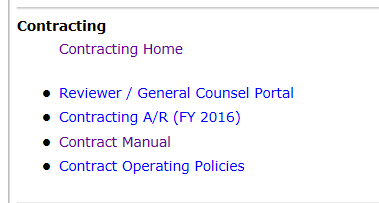 Contracting
Contracting Home
Reviewer / General Counsel Portal
Contracting A/R (FY 2016)
Contract Manual
Contract Operating Policies